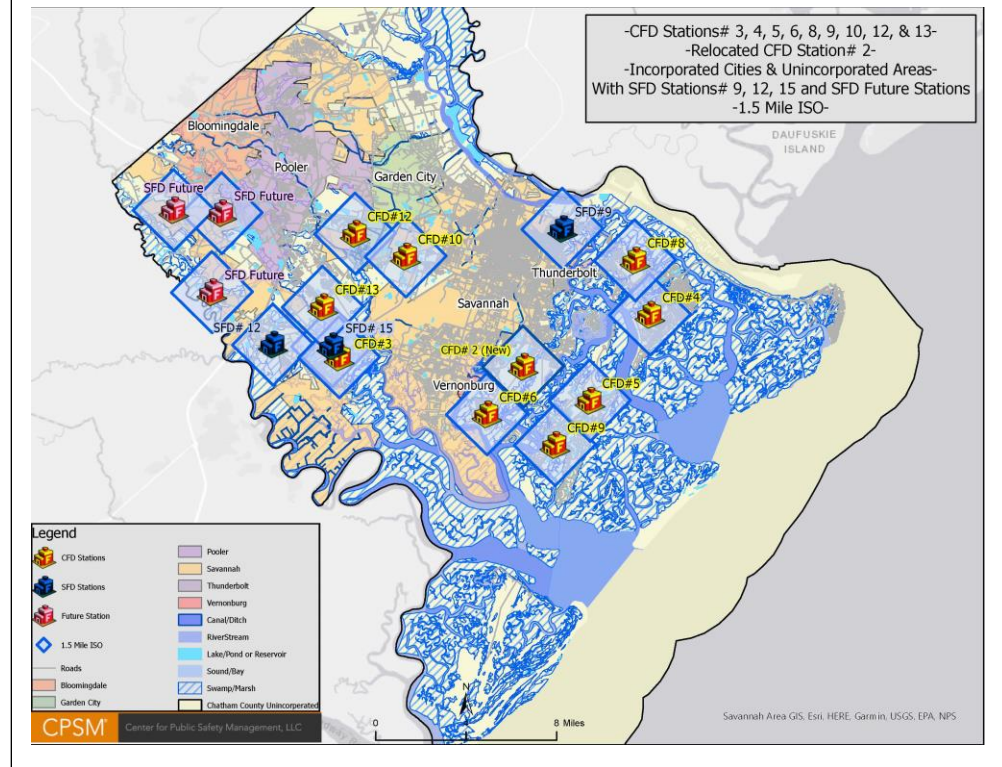 -CFD Stations# 3, 4, 5, 6, 8, 9, 10, 12, & 13-
-Relocated CFD Station# 2-
-Incorporated Cities & Unincorporated Areas-
With SFD Stations# 9, 12, 15 and SFD Future Stations
-1.5 Mile ISO-
DAUFUSKIE
ISLAND
Bloomingdale
Pooler
Garden City
SFD Future
SFD Future
CFD#12
SFD#9
CFD#10
CFD#8
Thunderbolt
SFD Future
CFD#13
CFD#4
Savannah
SFD# 12
SFD# 15
CFD#3
CFD# 2 (New)
Vernonburg
CFD#5
CFD#6
CFD#9
Legend
CFD Stations
SFD Stations
Future Station
1.5 Mile ISO
Roads
Bloomingdale
Garden City
Pooler
Savannah
Thunderbolt
Vernonburg
Canal/Ditch
RiverStream
Lake/Pond or Reservoir
Sound/Bay
Swamp/Marsh
Chatham County Unincorporated
CPSM
Center for Public Safety Management, LLC
N
0
8 Miles
Savannah Area GIS, Esri, HERE, Garmin, USGS, EPA, NPS